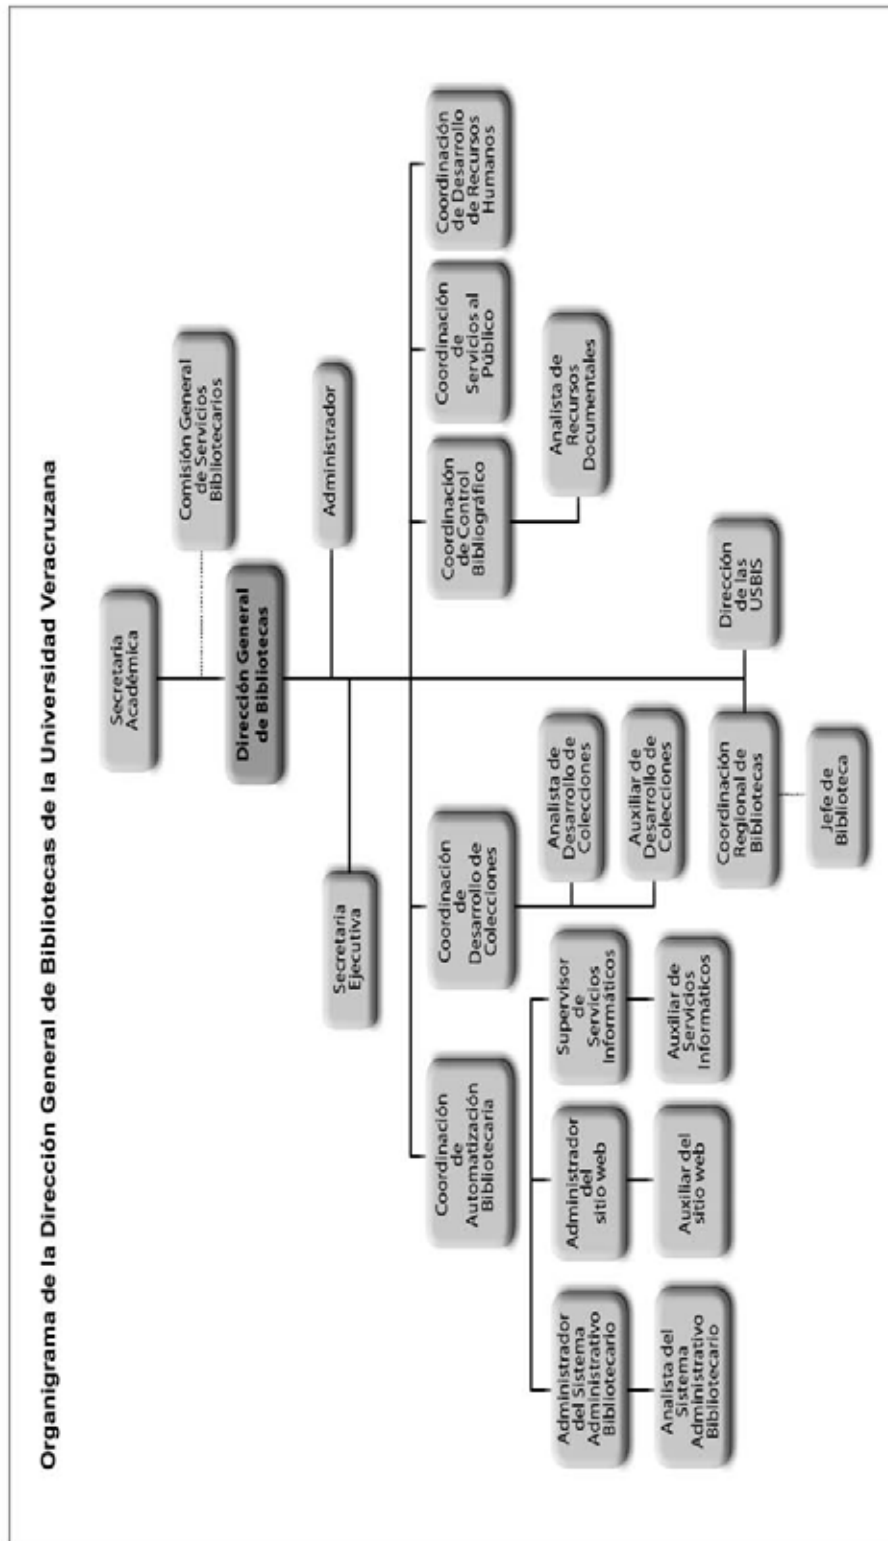 Organigrama de la Dirección General de Bibliotecas de la Universidad Veracruzana
Secretaria
Académica
Comisión General
de Servicios
Bibliotecarios
Dirección General
de Bibliotecas
Administrador
Secretaria
Ejecutiva
Coordinación
de
Automatización
Bibliotecaria
Coordinación
de
Desarrollo de
Colecciones
Coordinación
de Control
Bibliográfico
Coordinación
de
Servicios al
Público
Coordinación
de Desarrollo
de Recursos
Humanos
Administrador
del Sistema
Administrativo
Bibliotecario
Administrador
del
sitio web
Supervisor
de
Servicios
Informáticos
Analista de
Desarrollo de
Colecciones
Analista de
Recursos
Documentales
Analista del
Sistema
Administrativo
Bibliotecario
Auxiliar del
sitio web
Auxiliar de
Servicios
Informáticos
Auxiliar de
Desarrollo de
Colecciones
Coordinación
Regional de
Bibliotecas
Dirección
de las
USBIS
Jefe de
Biblioteca